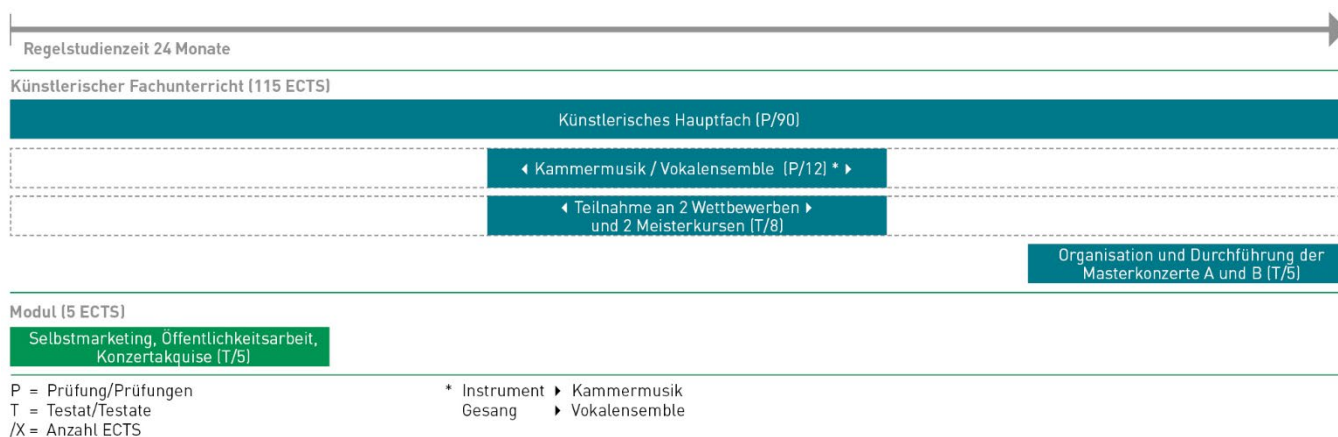 Regelstudienzeit 24 Monate
Künstlerischer Fachunterricht (115 ECTS)
Künstlerisches Hauptfach (P/90)
◂ Kammermusik / Vokalensemble (P/12) * ▸
◂ Teilnahme an 2 Wettbewerben ▸
und 2 Meisterkursen (T/8)
Organisation und Durchführung der
Masterkonzerte A und B (T/5)
Modul (5 ECTS)
Selbstmarketing, Öffentlichkeitsarbeit,
Konzertakquise (T/5)
P = Prüfung/Prüfungen
T = Testat/Testate
/X = Anzahl ECTS
* Instrument ▸ Kammermusik
Gesang ▸ Vokalensemble